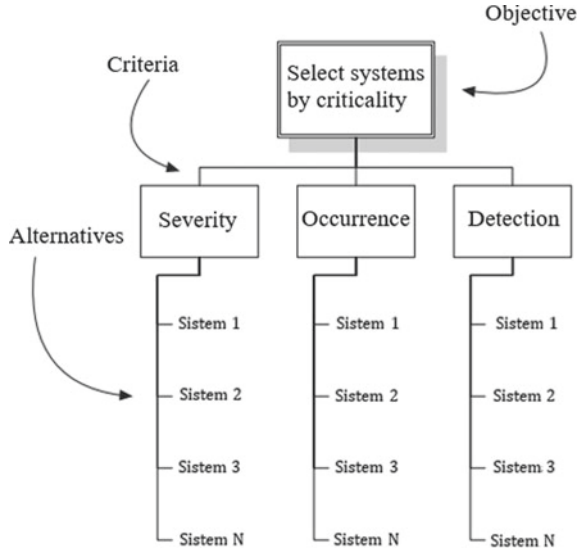 Objective
Criteria
Select systems
by criticality
Severity
Occurrence
Detection
Alternatives
Sistem 1
Sistem 1
Sistem 1
Sistem 2
Sistem 2
Sistem 2
Sistem 3
Sistem 3
Sistem 3
Sistem N
Sistem N
Sistem N